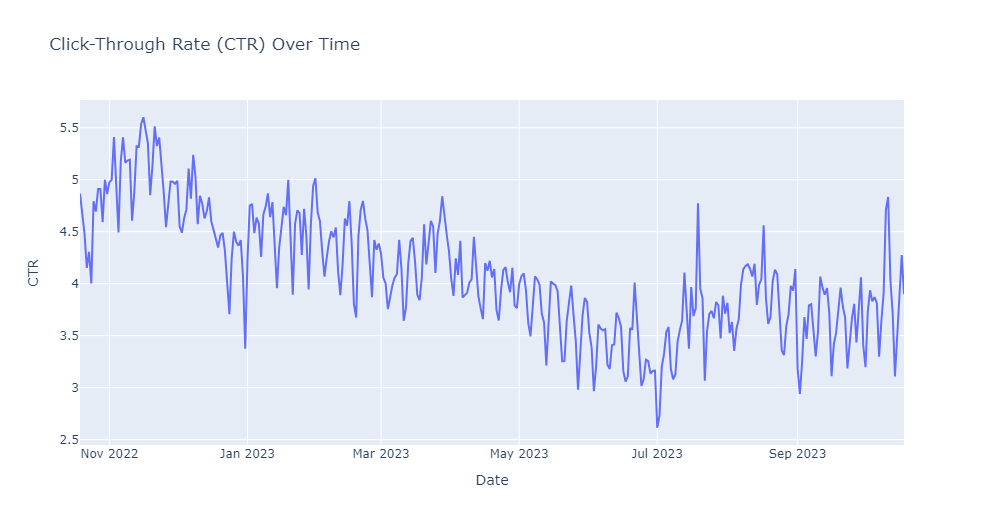 Click-Through Rate (CTR) Over Time
5.5
5
4.5
4
3.5
3
2.5
CTR
Nov 2022 Jan 2023 Mar 2023 May 2023 Jul 2023 Sep 2023
Date